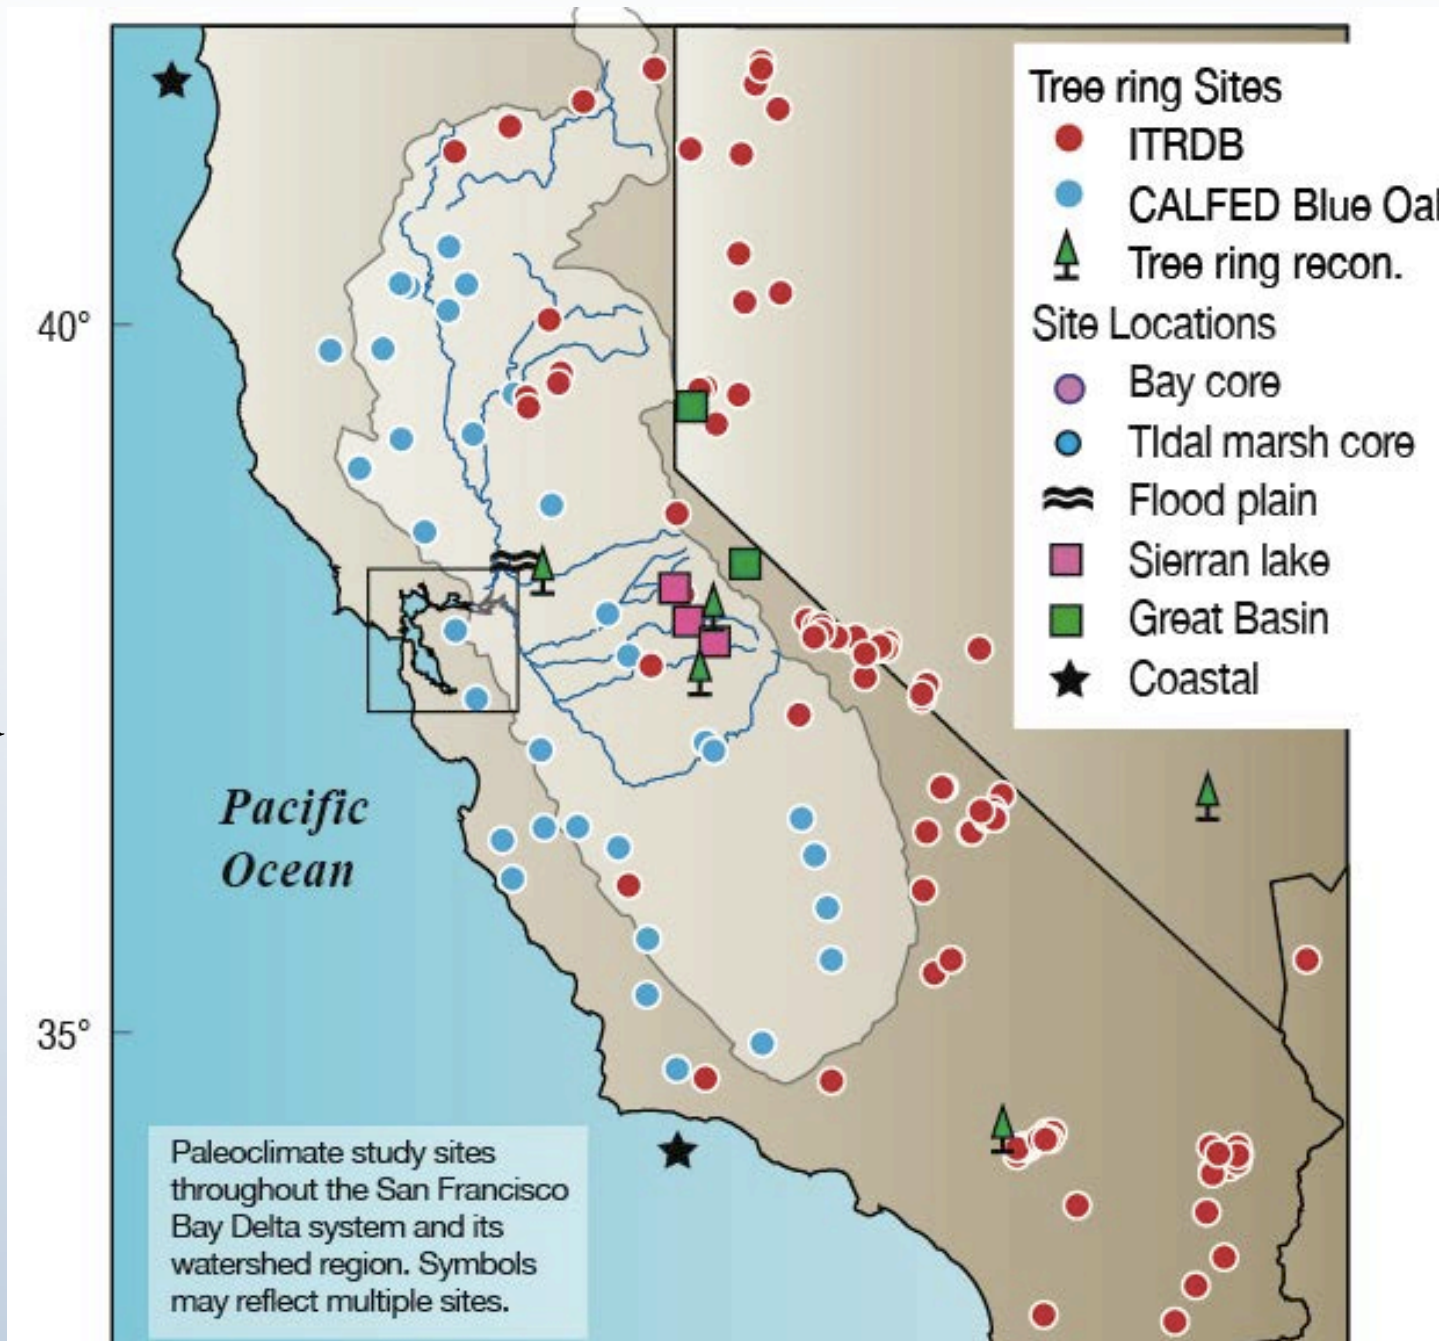 Tree ring Sites
ITRDB
CALFED Blue Oa
Tree ring recon.
Site Locations
Bay core
TIdal marsh core
Flood plain
Sierran lake
Great Basin
Coastal
40°
Pacific
Ocean
35°
Paleoclimate study sites
throughout the San Francisco
Bay Delta system and its
watershed region. Symbols
may reflect multiple sites.